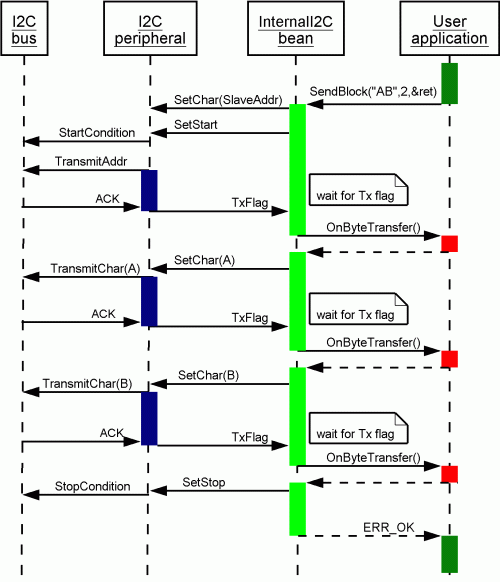 I2C
bus
I2C
peripheral
InternalI2C
bean
User
application
SendBlock("AB",2,&ret)
SetChar(SlaveAddr)
StartCondition
SetStart
TransmitAddr
ACK
TxFlag
wait for Tx flag
OnByteTransfer()
TransmitChar(A)
SetChar(A)
ACK
TxFlag
wait for Tx flag
OnByteTransfer()
TransmitChar(B)
SetChar(B)
ACK
TxFlag
wait for Tx flag
OnByteTransfer()
StopCondition
SetStop
ERR_OK